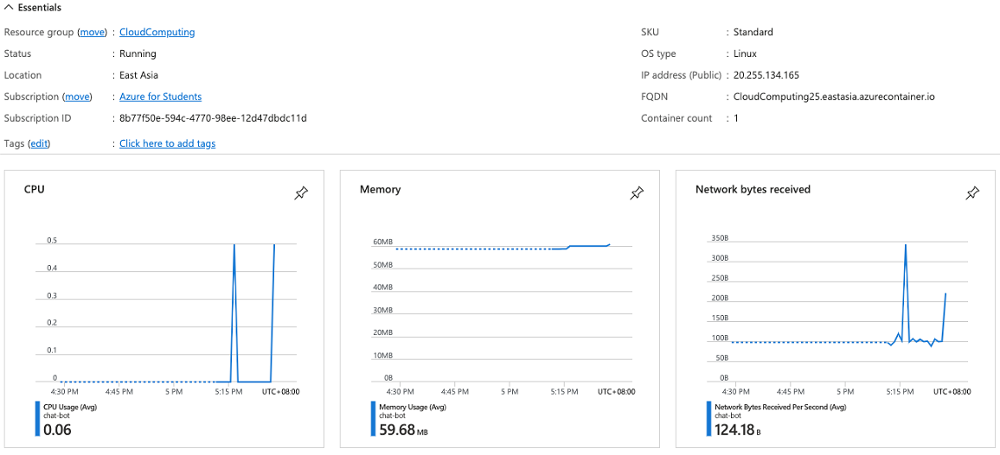 Essentials
Resource group (move) : CloudComputing
Status : Running
Location : East Asia
Subscription (move) : Azure for Students
Subscription ID : 8b77f50e-594c-4770-98ee-12d47dbdc11d
Tags (edit) : Click here to add tags
SKU : Standard
OS type : Linux
IP address (Public) : 20.255.134.165
FQDN : CloudComputing25.eastasia.azurecontainer.io
Container count : 1
CPU
0.5
0.4
0.3
0.2
0.1
0
4:30 PM 4:45 PM 5 PM 5:15 PM UTC+08:00
CPU Usage (Avg)
chat-bot
0.06
Memory
60MB
50MB
40MB
30MB
20MB
10MB
0B
4:30 PM 4:45 PM 5 PM 5:15 PM UTC+08:00
Memory Usage (Avg)
chat-bot
59.68 MB
Network bytes received
350B
300B
250B
200B
150B
100B
50B
0B
4:30 PM 4:45 PM 5 PM 5:15 PM UTC+08:00
Network Bytes Received Per Second (Avg)
chat-bot
124.18 B